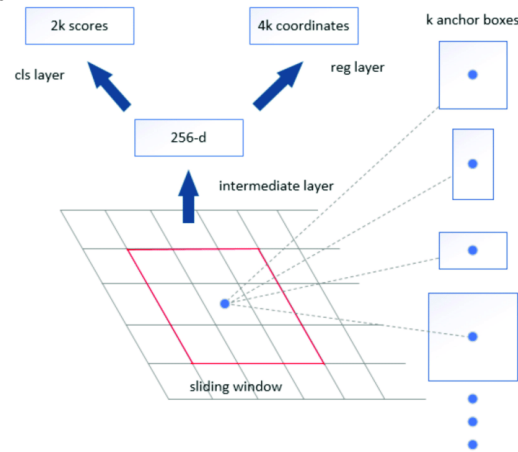 2k scores
4k coordinates
k anchor boxes
cls layer
reg layer
256-d
intermediate layer
sliding window